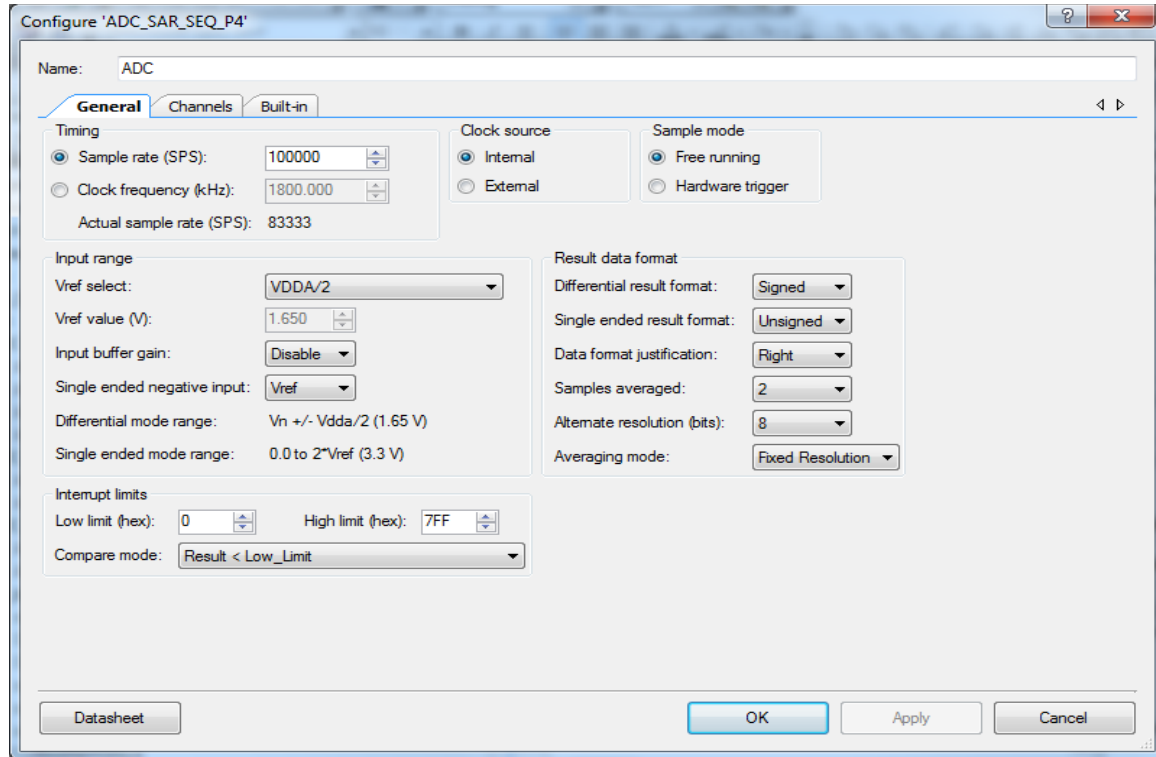 Configure 'ADC_SAR_SEQ_P4'
Name: ADC
General Channels Built-in
Timing
Sample rate (SPS): 100000
Clock frequency (kHz): 1800.000
Actual sample rate (SPS): 83333
Clock source
Internal
External
Sample mode
Free running
Hardware trigger
Input range
Vref select: VDDA/2
Vref value (V): 1.650
Input buffer gain: Disable
Single ended negative input: Vref
Differential mode range: Vn +/- Vdda/2 (1.65 V)
Single ended mode range: 0.0 to 2*Vref (3.3 V)
Result data format
Differential result format: Signed
Single ended result format: Unsigned
Data format justification: Right
Samples averaged: 2
Alternate resolution (bits): 8
Averaging mode: Fixed Resolution
Interrupt limits
Low limit (hex): 0 High limit (hex): 7FF
Compare mode: Result < Low_Limit
Datasheet OK Apply Cancel